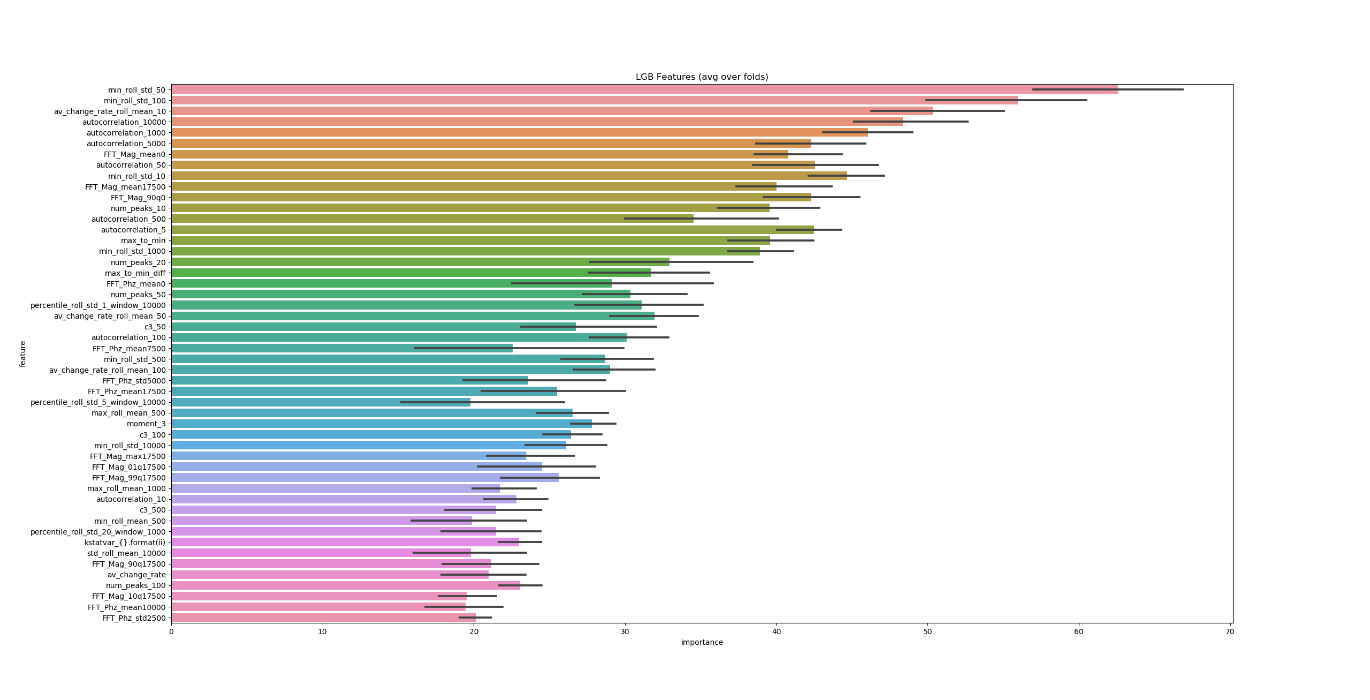 LGB Features (avg over folds)
min_roll_std_50
min_roll_std_100
av_change_rate_roll_mean_10
autocorrelation_10000
autocorrelation_1000
autocorrelation_5000
FFT_Mag_mean0
autocorrelation_50
min_roll_std_10
FFT_Mag_mean17500
FFT_Mag_90q0
num_peaks_10
autocorrelation_500
autocorrelation_5
max_to_min
min_roll_std_1000
num_peaks_20
max_to_min_diff
FFT_Phz_mean0
num_peaks_50
percentile_roll_std_1_window_10000
av_change_rate_roll_mean_50
c3_50
autocorrelation_100
FFT_Phz_mean7500
min_roll_std_500
av_change_rate_roll_mean_100
FFT_Phz_std5000
FFT_Phz_mean17500
percentile_roll_std_5_window_10000
max_roll_mean_500
moment_3
c3_100
min_roll_std_10000
FFT_Mag_max17500
FFT_Mag_01q17500
FFT_Mag_99q17500
max_roll_mean_1000
autocorrelation_10
c3_500
min_roll_mean_500
percentile_roll_std_20_window_1000
kstatvar_{}.format(ii)
std_roll_mean_10000
FFT_Mag_90q17500
av_change_rate
num_peaks_100
FFT_Mag_10q17500
FFT_Phz_mean10000
FFT_Phz_std2500
feature
0 10 20 30 40 50 60 70
importance